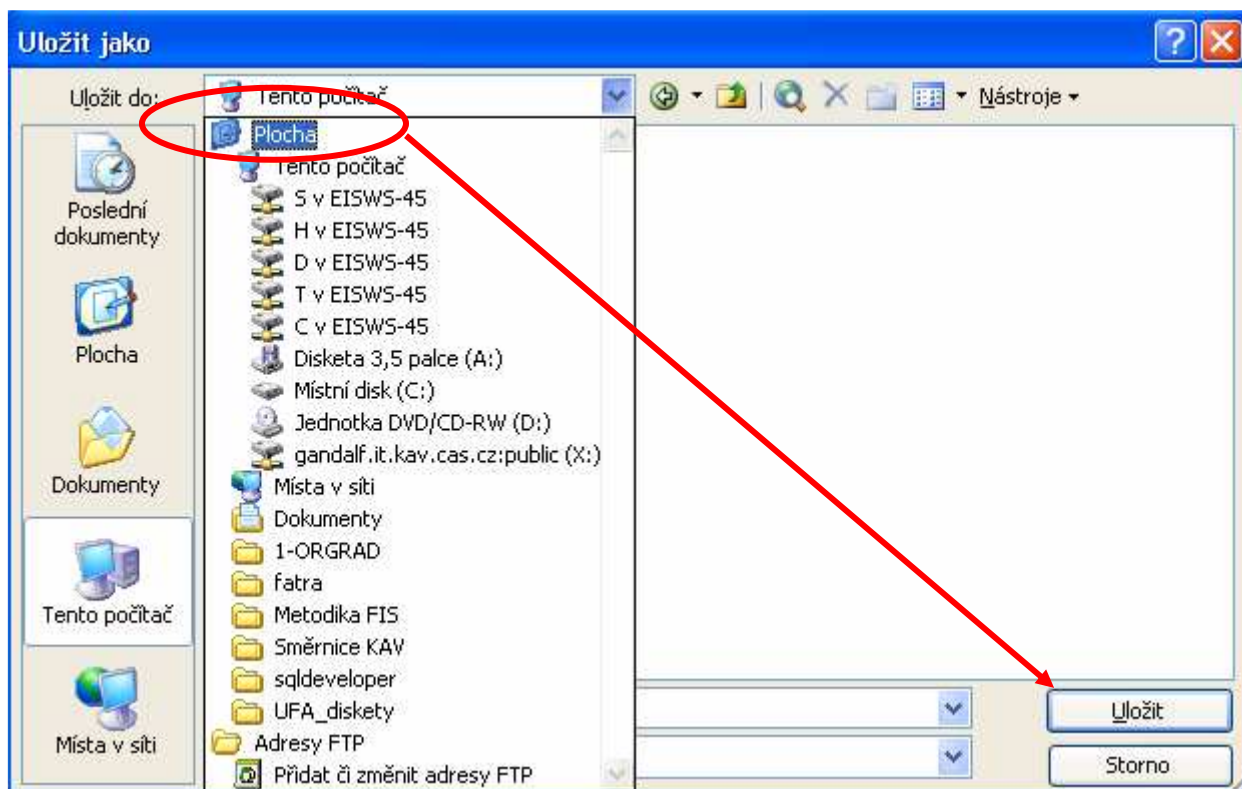 Uložit jako
Uložit do:
Tento počítač
Nástroje
Poslední
dokumenty
Plocha
Dokumenty
Tento počítač
Místa v síti
Plocha
Tento počítač
S v EISWS-45
H v EISWS-45
D v EISWS-45
T v EISWS-45
C v EISWS-45
Disketa 3,5 palce (A:)
Místní disk (C:)
Jednotka DVD/CD-RW (D:)
gandalf.it.kav.cas.cz:public (X:)
Místa v síti
Dokumenty
1-ORGRAD
fatra
Metodika FIS
Směrnice KAV
sqldeveloper
UFA_diskety
Adresy FTP
Přidat či změnit adresy FTP
Uložit
Storno